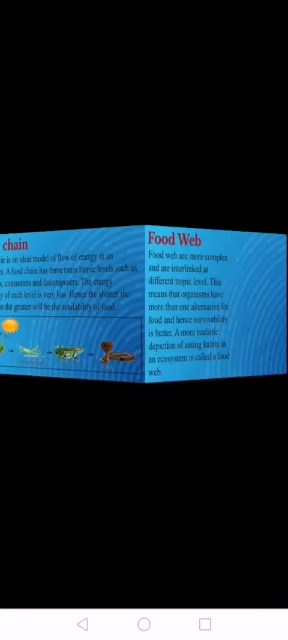 chain
in is an ideal model of flow of energy in an
n. A food chain has three main tropic levels such as
s, consumers and decomposers. The energy
y of each level is very low. Hence the shorter the
n the greater will be the availability of food.
Food Web
Food web are more complex
and are interlinked at
different tropic level. This
means that organisms have
more than one alternative for
food and hence survivability
is better. A more realistic
depiction of eating habits in
an ecosystem is called a food
web